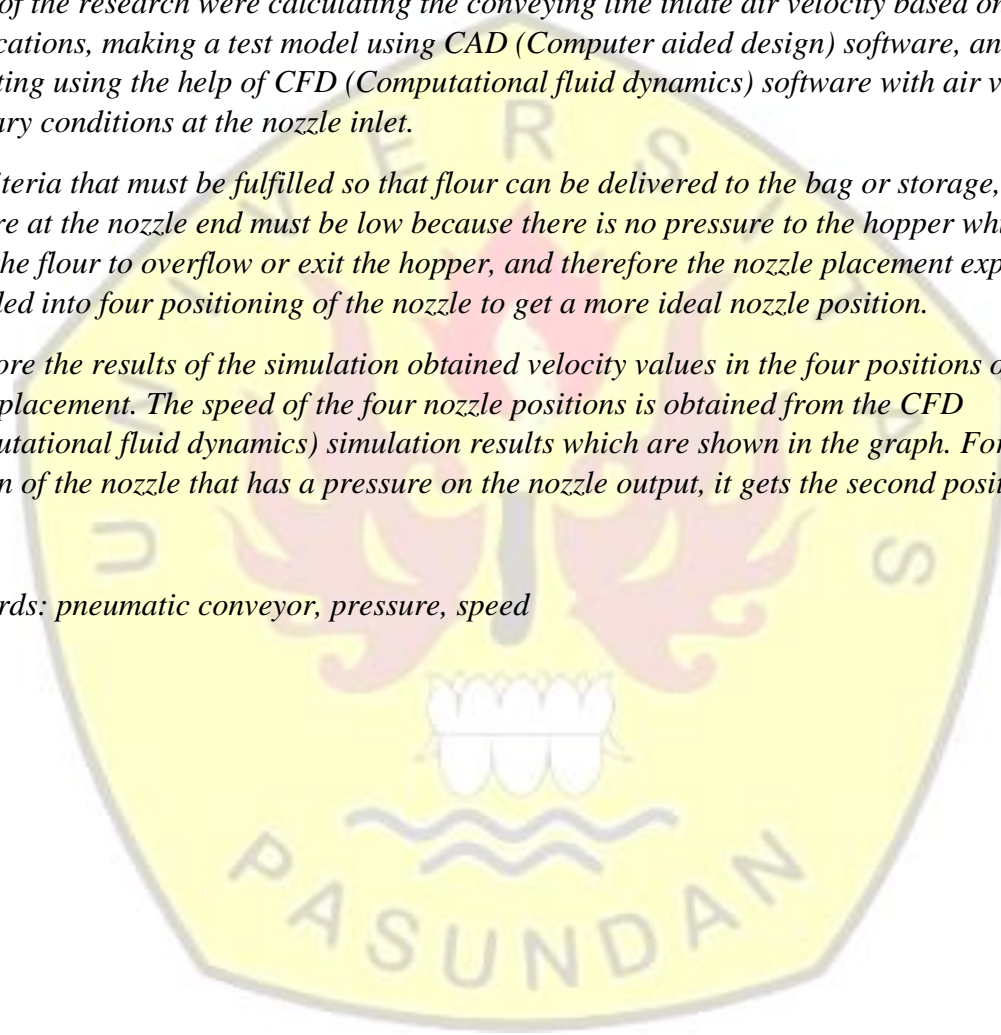 of the research were calculating the conveying line inlate air velocity based on
cations, making a test model using CAD (Computer aided design) software, an
ting using the help of CFD (Computational fluid dynamics) software with air v
ary conditions at the nozzle inlet.
iteria that must be fulfilled so that flour can be delivered to the bag or storage,
re at the nozzle end must be low because there is no pressure to the hopper whi
he flour to overflow or exit the hopper, and therefore the nozzle placement exp
led into four positioning of the nozzle to get a more ideal nozzle position.
ore the results of the simulation obtained velocity values in the four positions o
placement. The speed of the four nozzle positions is obtained from the CFD
utational fluid dynamics) simulation results which are shown in the graph. For
n of the nozzle that has a pressure on the nozzle output, it gets the second posit
rds: pneumatic conveyor, pressure, speed
UNIVERSITAS
PASUNDAN